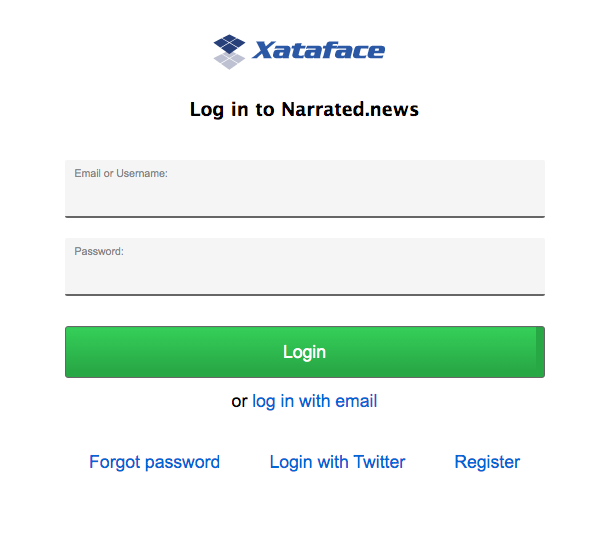 Xataface
Log in to Narrated.news
Email or Username:
Password:
Login
or log in with email
Forgot password Login with Twitter Register